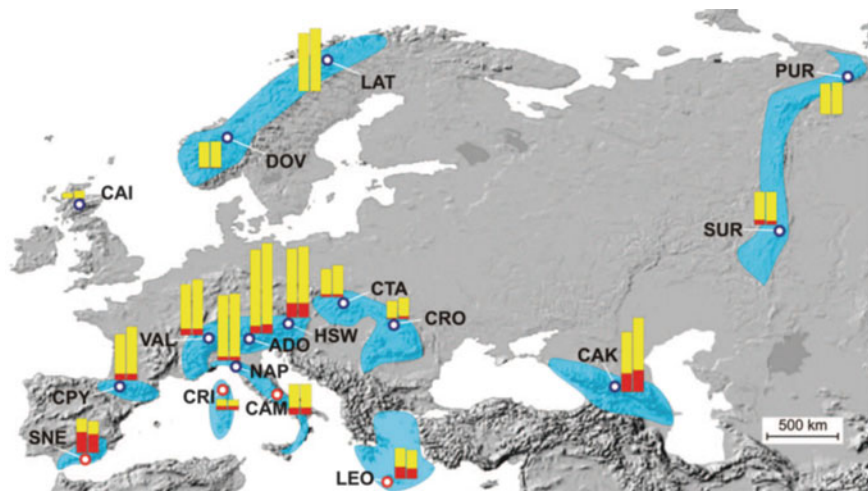 LAT
PUR
DOV
CAI
SUR
CTA
CRO
VAL
HSW
ADO
NAP
CAK
CPY
CRI
CAM
SNE
LEO
500 km